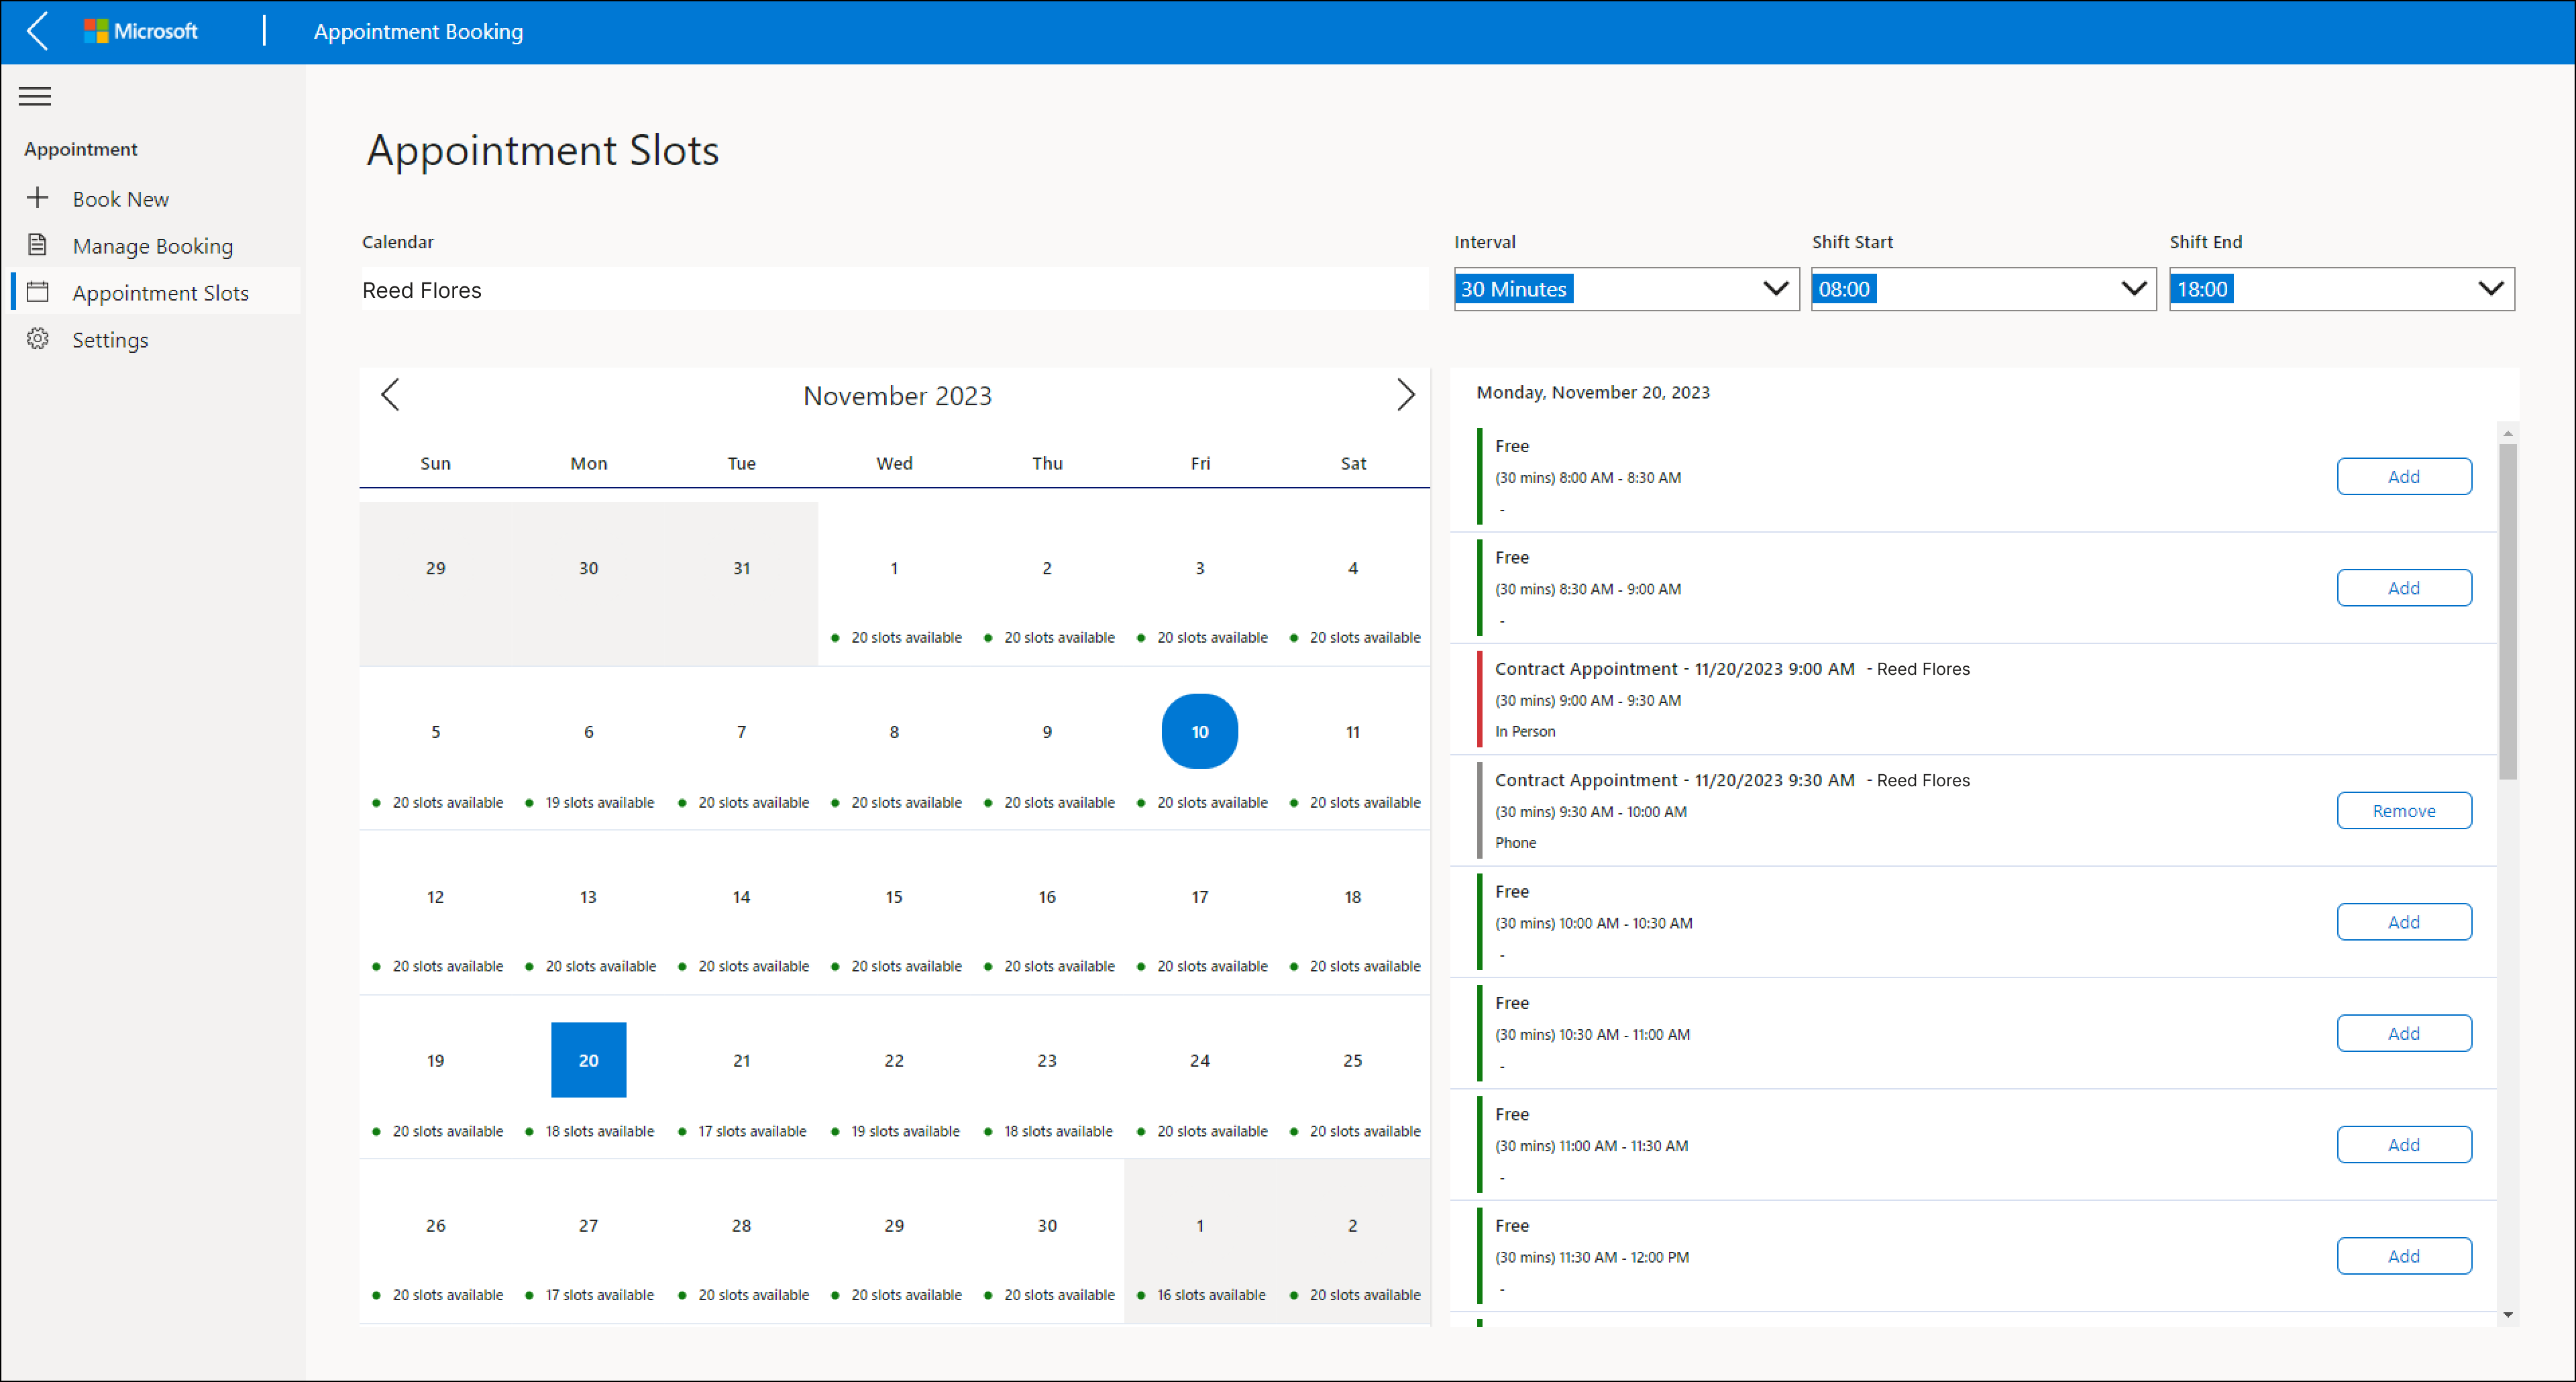 Microsoft | Appointment Booking
Appointment
Book New
Manage Booking
Appointment Slots
Settings
Appointment Slots
Calendar
Reed Flores
Interval
30 Minutes
Shift Start
08:00
Shift End
18:00
November 2023
Sun Mon Tue Wed Thu Fri Sat
29 30 31 1 2 3 4
20 slots available 20 slots available 20 slots available 20 slots available
5 6 7 8 9 10 11
20 slots available 19 slots available 20 slots available 20 slots available 20 slots available 20 slots available 20 slots available
12 13 14 15 16 17 18
20 slots available 20 slots available 20 slots available 20 slots available 20 slots available 20 slots available 20 slots available
19 20 21 22 23 24 25
20 slots available 18 slots available 17 slots available 19 slots available 18 slots available 20 slots available 20 slots available
26 27 28 29 30 1 2
20 slots available 17 slots available 20 slots available 20 slots available 20 slots available 16 slots available 20 slots available
Monday, November 20, 2023
Free
(30 mins) 8:00 AM - 8:30 AM
-
Add
Free
(30 mins) 8:30 AM - 9:00 AM
-
Add
Contract Appointment - 11/20/2023 9:00 AM - Reed Flores
(30 mins) 9:00 AM - 9:30 AM
In Person
Contract Appointment - 11/20/2023 9:30 AM - Reed Flores
(30 mins) 9:30 AM - 10:00 AM
Phone
Remove
Free
(30 mins) 10:00 AM - 10:30 AM
-
Add
Free
(30 mins) 10:30 AM - 11:00 AM
-
Add
Free
(30 mins) 11:00 AM - 11:30 AM
-
Add
Free
(30 mins) 11:30 AM - 12:00 PM
-
Add